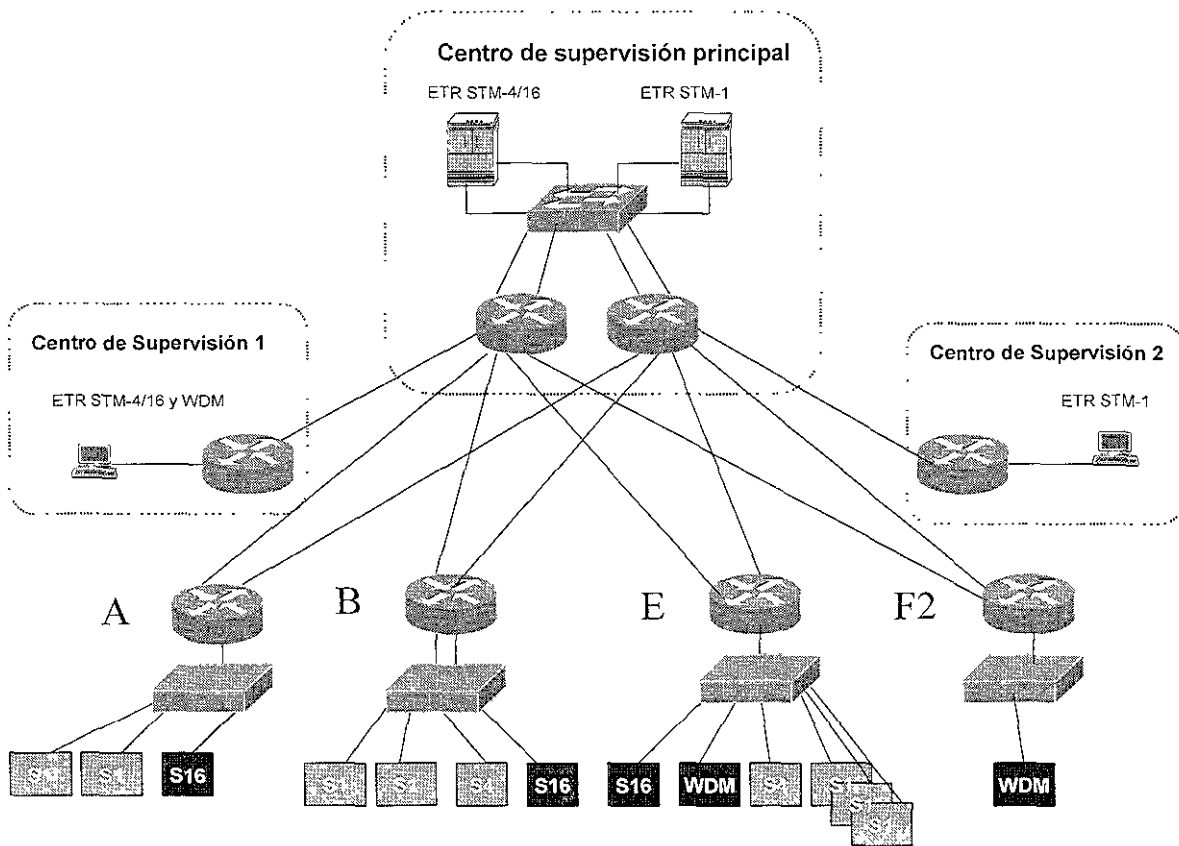 Centro de supervisión principal
ETR STM-4/16
ETR STM-1
Centro de Supervisión 1
ETR STM-4/16 y WDM
Centro de Supervisión 2
ETR STM-1
A
B
E
F2
S16
S16
S16
WDM
WDM